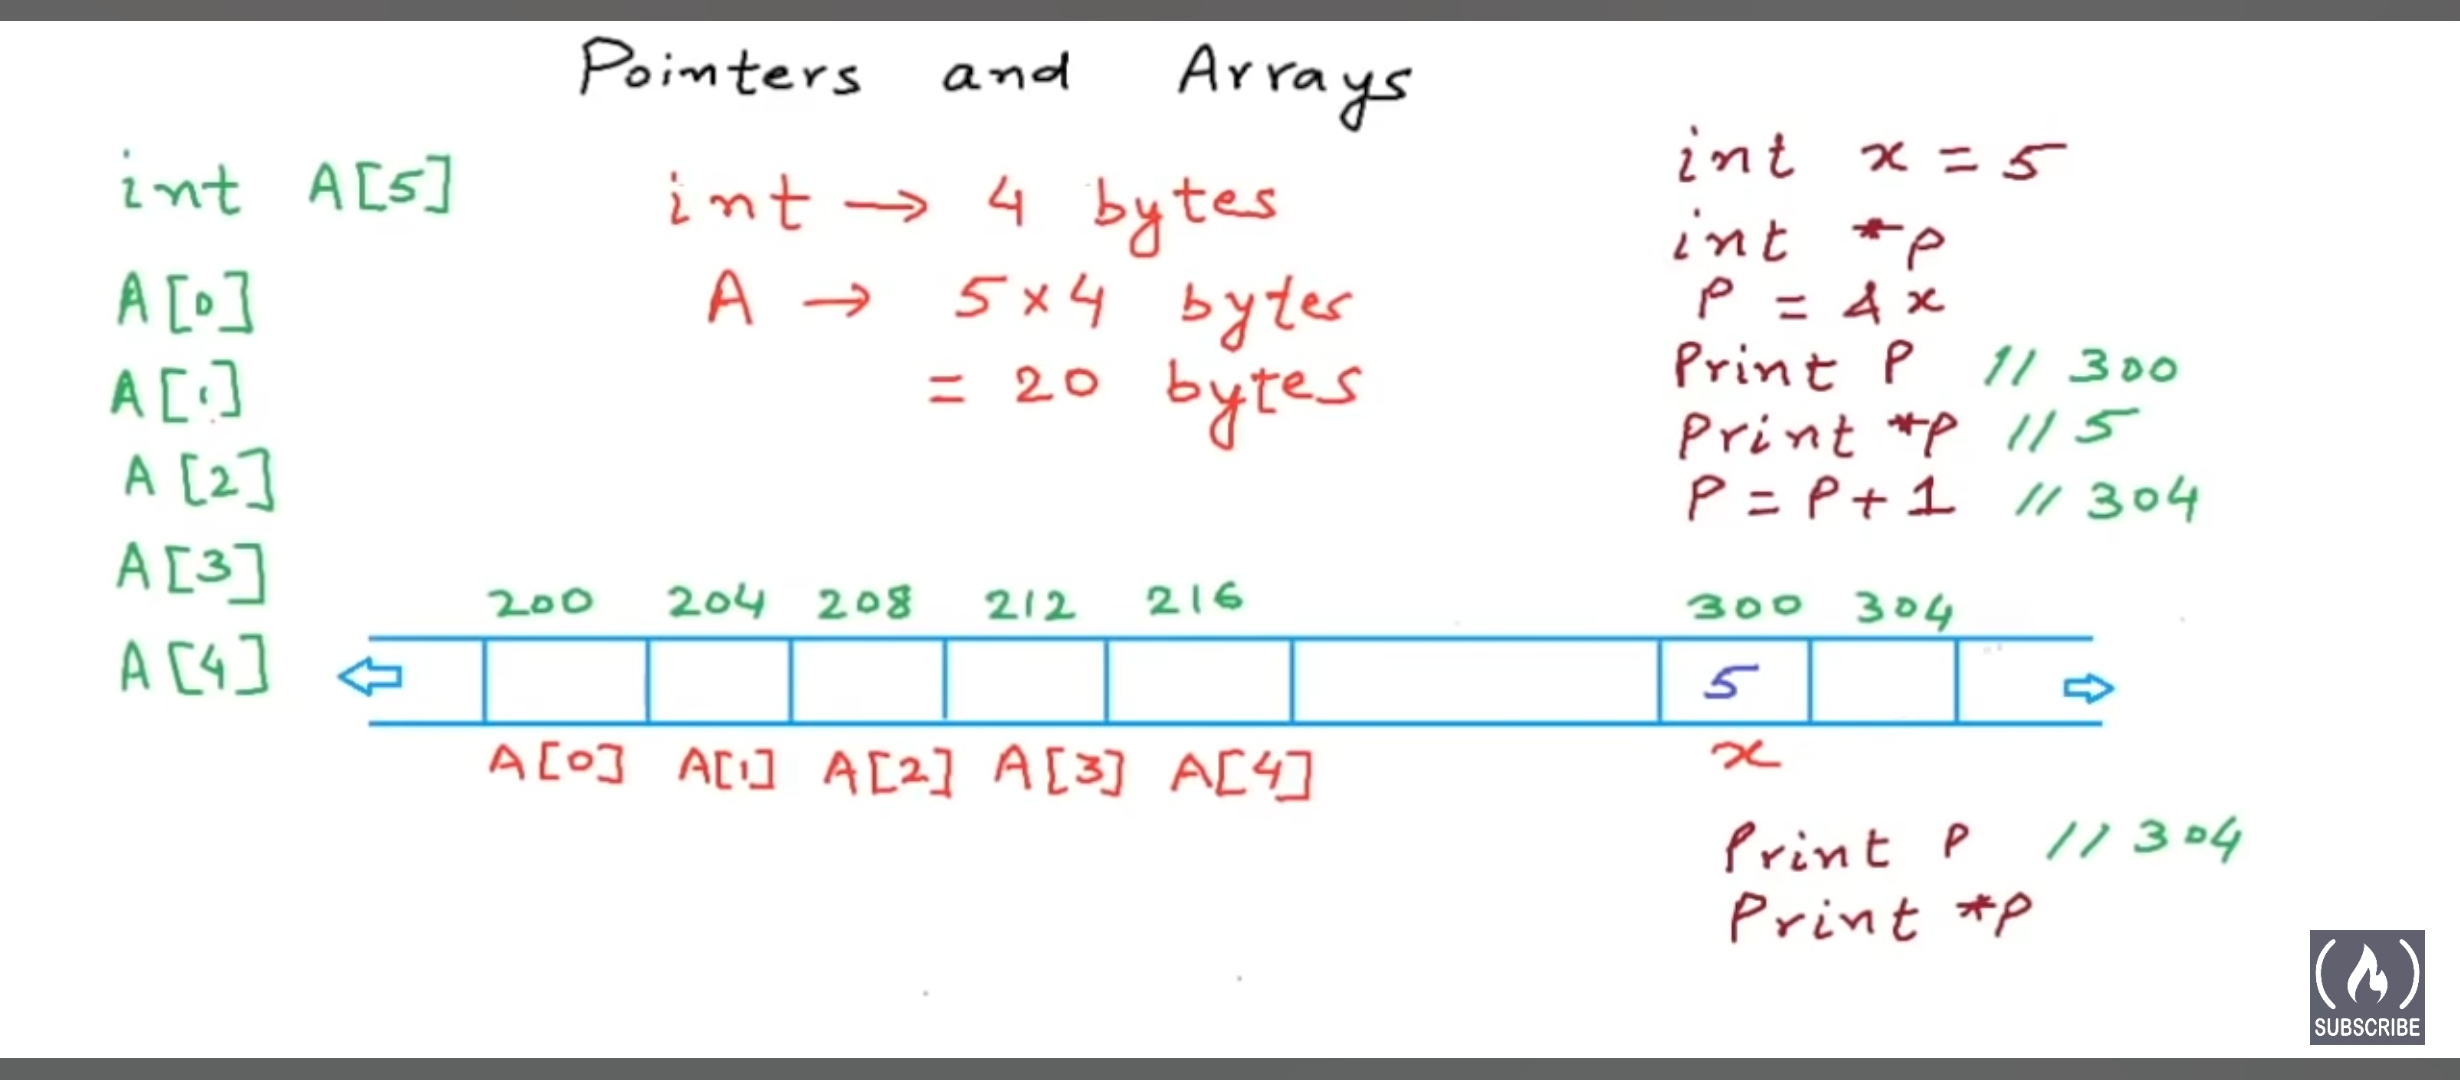 Pointers and Arrays
int A[5]
A[0]
A[1]
A[2]
A[3]
A[4]
int → 4 bytes
A → 5 x 4 bytes
= 20 bytes
int x = 5
int *p
P = &x
Print P // 300
Print *P // 5
P = P + 1 // 304
200 204 208 212 216 300 304
5
A[0] A[1] A[2] A[3] A[4] x
Print P // 304
Print *P
SUBSCRIBE